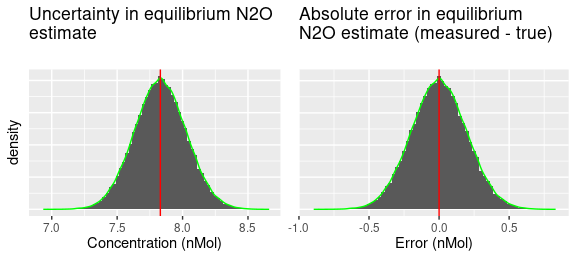 Uncertainty in equilibrium N2O
estimate
Absolute error in equilibrium
N2O estimate (measured - true)
density
7.0 7.5 8.0 8.5
Concentration (nMol)
-1.0 -0.5 0.0 0.5
Error (nMol)